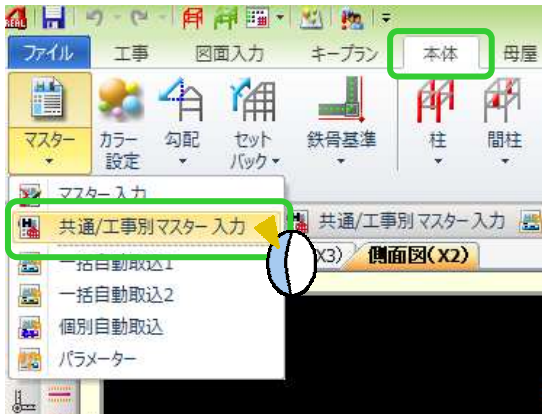 REAL
ファイル 工事 図面入力 キープラン 本体 母屋
マスター カラー設定 勾配 セットバック 鉄骨基準 柱 間柱
マスター入力
共通/工事別マスター入力 共通/工事別マスター入力
一括自動取込1 X3) 側面図(X2)
一括自動取込2
個別自動取込
パラメーター